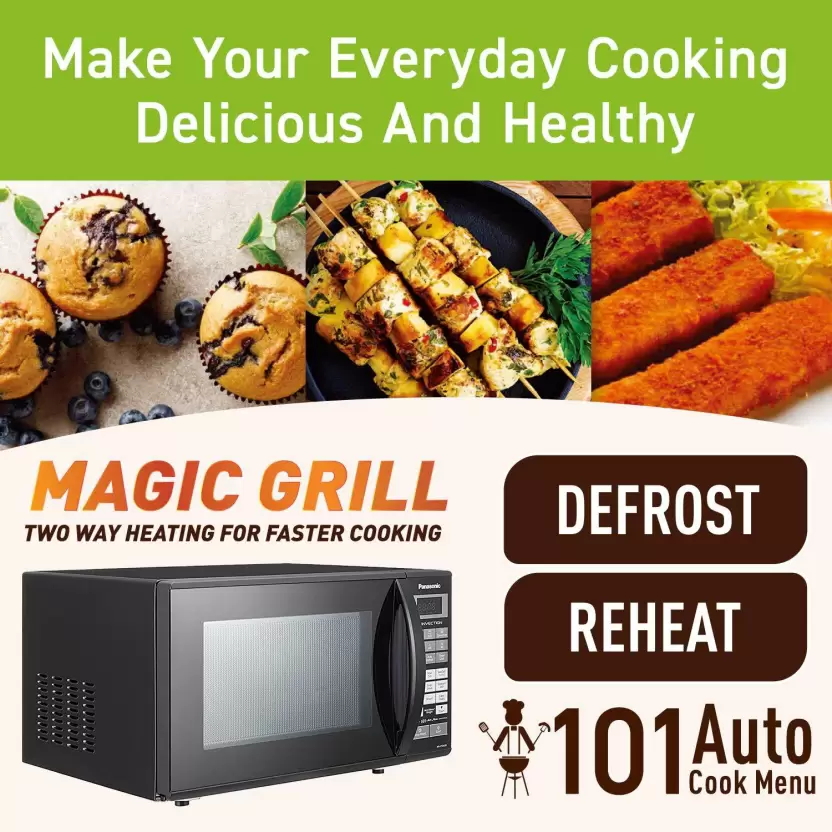 Make Your Everyday Cooking
Delicious And Healthy
MAGIC GRILL
TWO WAY HEATING FOR FASTER COOKING
DEFROST
REHEAT
Panasonic
101 Auto
Cook Menu